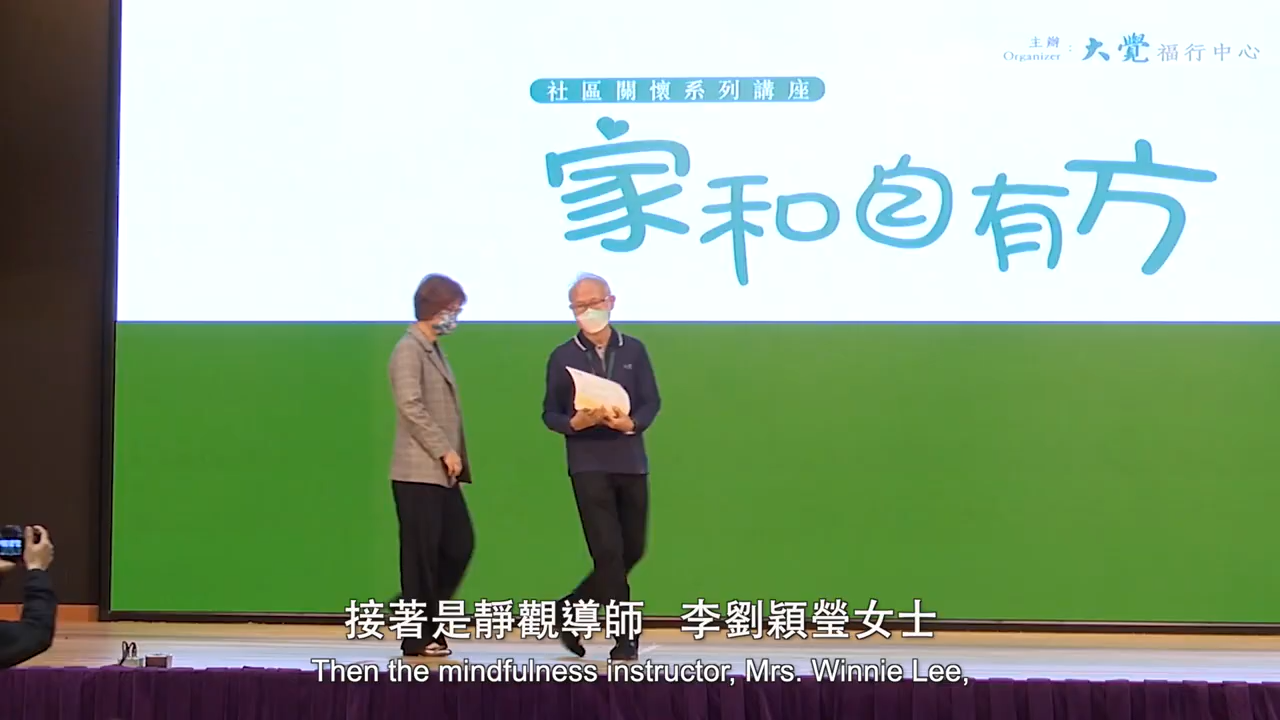 主辦
Organizer : 大覺福行中心
社區關懷系列講座
家和自有方
接著是靜觀導師 李劉穎瑩女士
Then the mindfulness instructor, Mrs. Winnie Lee,